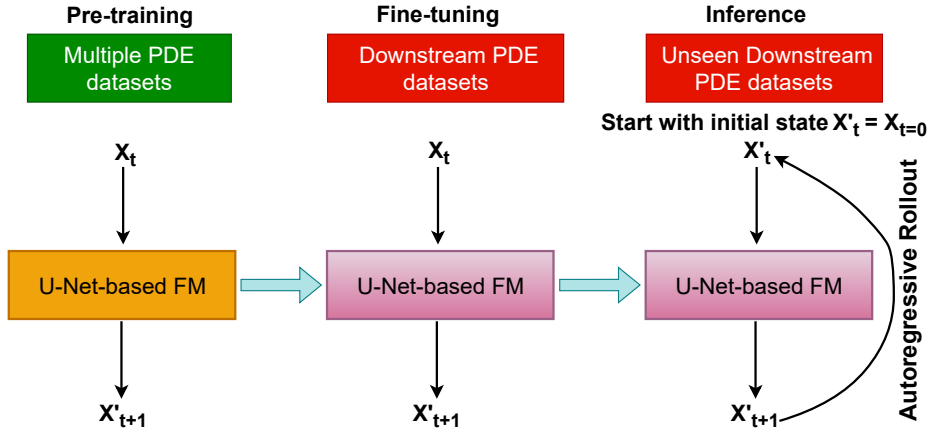 Pre-training
Fine-tuning
Inference
Multiple PDE
datasets
Downstream PDE
datasets
Unseen Downstream
PDE datasets
Start with initial state X'ₜ = Xₜ₌₀
Xₜ
Xₜ
X'ₜ
U-Net-based FM
U-Net-based FM
U-Net-based FM
Autoregressive Rollout
X'ₜ₊₁
X'ₜ₊₁
X'ₜ₊₁